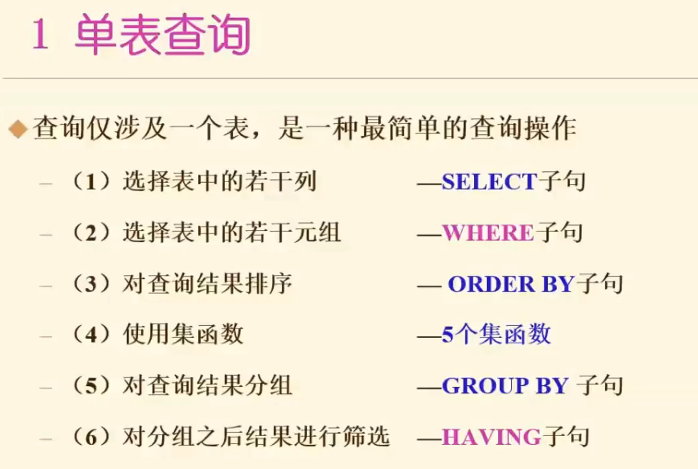 1 单表查询
◆查询仅涉及一个表，是一种最简单的查询操作
– （1）选择表中的若干列 —SELECT子句
– （2）选择表中的若干元组 —WHERE子句
– （3）对查询结果排序 — ORDER BY子句
– （4）使用集函数 —5个集函数
– （5）对查询结果分组 —GROUP BY 子句
– （6）对分组之后结果进行筛选 —HAVING子句